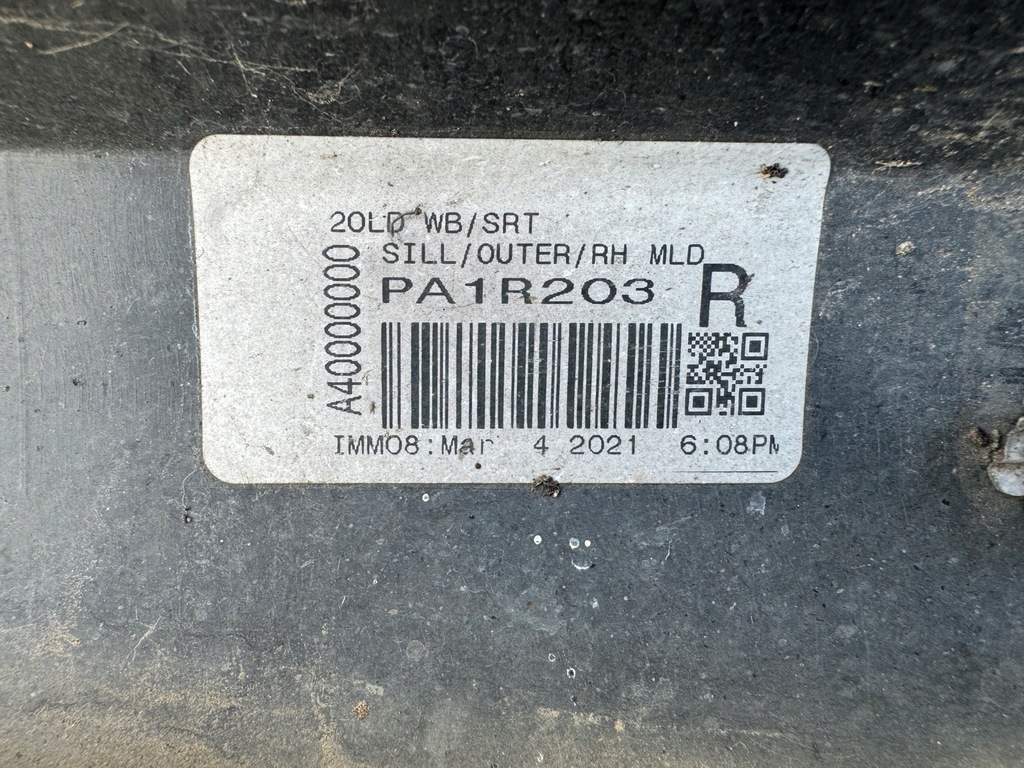 20LD WB/SRT
SILL/OUTER/RH MLD
PA1R203
R
A40000000
IMM08:Mar 4 2021 6:08PM